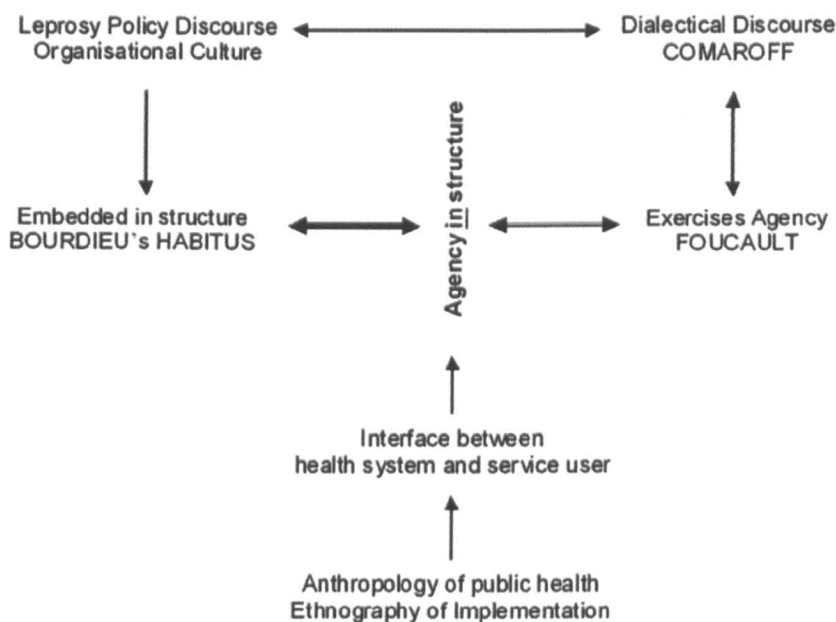 Leprosy Policy Discourse
Organisational Culture
Dialectical Discourse
COMAROFF
Agency in structure
Embedded in structure
BOURDIEU`s HABITUS
Exercises Agency
FOUCAULT
Interface between
health system and service user
Anthropology of public health
Ethnography of Implementation